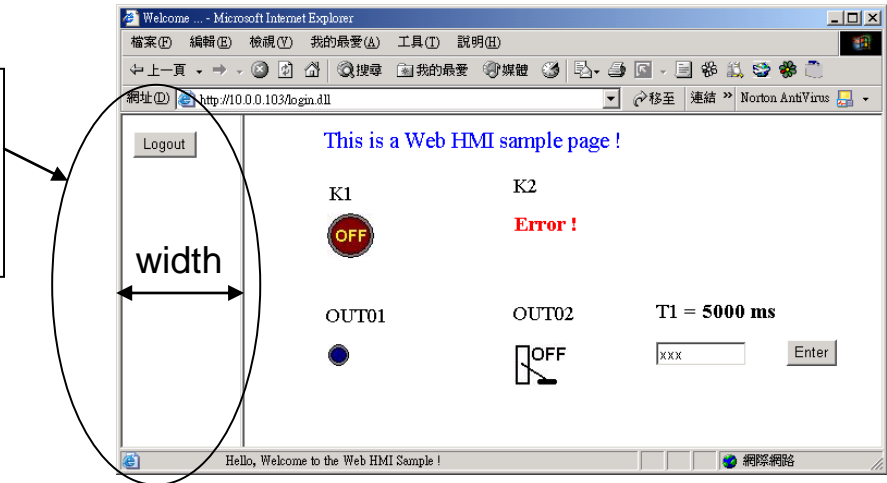 Welcome ... - Microsoft Internet Explorer
檔案(F) 編輯(E) 檢視(V) 我的最愛(A) 工具(T) 說明(H)
上一頁 搜尋 我的最愛 媒體
網址(D) http://10.0.0.103/login.dll 移至 連結 » Norton AntiVirus
Logout
This is a Web HMI sample page !
K1 K2
OFF Error !
width
OUT01 OUT02 T1 = 5000 ms
OFF xxx Enter
Hello, Welcome to the Web HMI Sample ! 網際網路